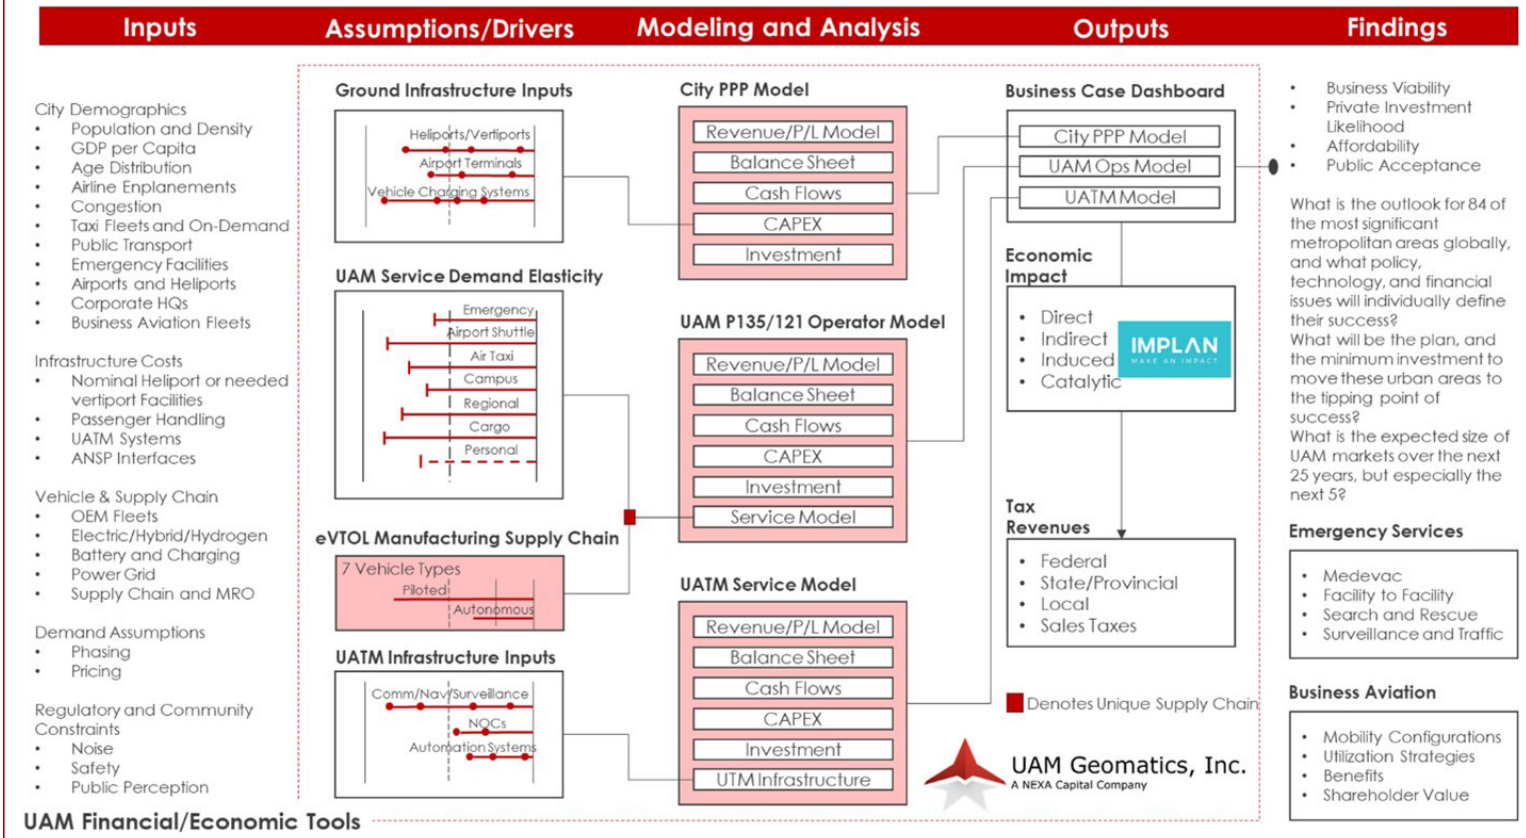 Inputs
Assumptions/Drivers
Modeling and Analysis
Outputs
Findings
City Demographics
• Population and Density
• GDP per Capita
• Age Distribution
• Airline Enplanements
• Congestion
• Taxi Fleets and On-Demand
• Public Transport
• Emergency Facilities
• Airports and Heliports
• Corporate HQs
• Business Aviation Fleets
Infrastructure Costs
• Nominal Heliport or needed
vertiport Facilities
• Passenger Handling
• UATM Systems
• ANSP Interfaces
Vehicle & Supply Chain
• OEM Fleets
• Electric/Hybrid/Hydrogen
• Battery and Charging
• Power Grid
• Supply Chain and MRO
Demand Assumptions
• Phasing
• Pricing
Regulatory and Community
Constraints
• Noise
• Safety
• Public Perception
UAM Financial/Economic Tools
Ground Infrastructure Inputs
Heliports/Vertiports
Airport Terminals
Vehicle Charging Systems
UAM Service Demand Elasticity
Emergency
Airport Shuttle
Air Taxi
Campus
Regional
Cargo
Personal
eVTOL Manufacturing Supply Chain
7 Vehicle Types
Piloted
Autonomous
UATM Infrastructure Inputs
Comm/Nav/Surveillance
NOCs
Automation Systems
City PPP Model
Revenue/P/L Model
Balance Sheet
Cash Flows
CAPEX
Investment
UAM P135/121 Operator Model
Revenue/P/L Model
Balance Sheet
Cash Flows
CAPEX
Investment
Service Model
UATM Service Model
Revenue/P/L Model
Balance Sheet
Cash Flows
CAPEX
Investment
UTM Infrastructure
Business Case Dashboard
City PPP Model
UAM Ops Model
UATM Model
Economic
Impact
• Direct
• Indirect
• Induced
• Catalytic
IMPLAN
MAKE AN IMPACT
Tax
Revenues
• Federal
• State/Provincial
• Local
• Sales Taxes
Denotes Unique Supply Chain
UAM Geomatics, Inc.
A NEXA Capital Company
• Business Viability
• Private Investment
Likelihood
• Affordability
• Public Acceptance
What is the outlook for 84 of
the most significant
metropolitan areas globally,
and what policy,
technology, and financial
issues will individually define
their success?
What will be the plan, and
the minimum investment to
move these urban areas to
the tipping point of
success?
What is the expected size of
UAM markets over the next
25 years, but especially the
next 5?
Emergency Services
• Medevac
• Facility to Facility
• Search and Rescue
• Surveillance and Traffic
Business Aviation
• Mobility Configurations
• Utilization Strategies
• Benefits
• Shareholder Value